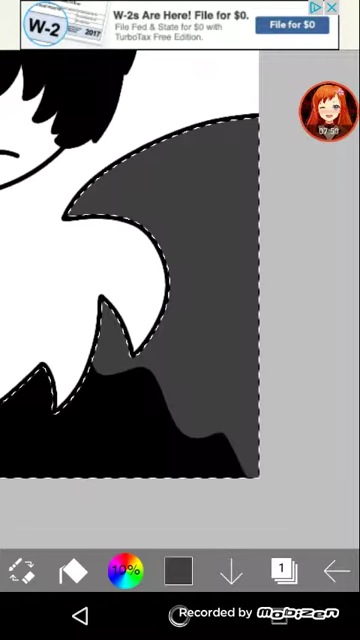 W-2s Are Here! File for $0.
File Fed & State for $0 with
TurboTax Free Edition.
File for $0
W-2
2017
07:58
10%
1
Recorded by mobizen